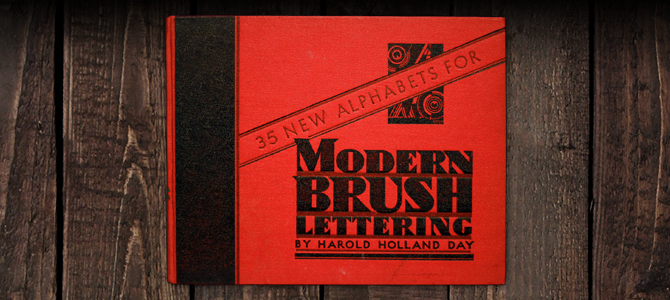 35 NEW ALPHABETS FOR
MODERN
BRUSH
LETTERING
BY HAROLD HOLLAND DAY